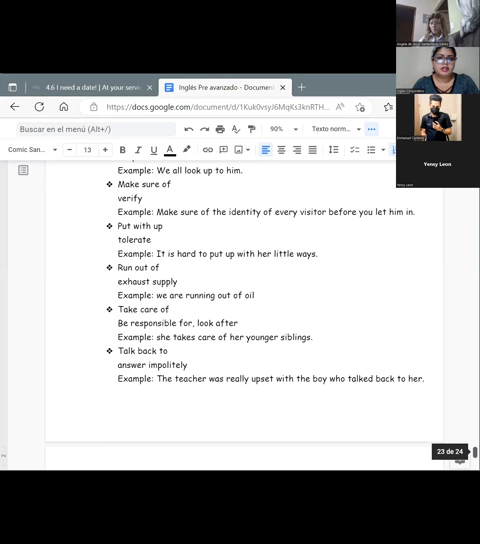 4.6 I need a date! | At your serv
Inglés Pre avanzado - Document
https://docs.google.com/document/d/1Kuk0vsyJ6MqKs3knRTH...
Buscar en el menú (Alt+/)
90%
Texto norm...
Comic San...
13
B I U A
Example: We all look up to him.
❖ Make sure of
verify
Example: Make sure of the identity of every visitor before you let him in.
❖ Put with up
tolerate
Example: It is hard to put up with her little ways.
❖ Run out of
exhaust supply
Example: we are running out of oil
❖ Take care of
Be responsible for, look after
Example: she takes care of her younger siblings.
❖ Talk back to
answer impolitely
Example: The teacher was really upset with the boy who talked back to her.
23 de 24
Yensy Leon
Yensy Leon